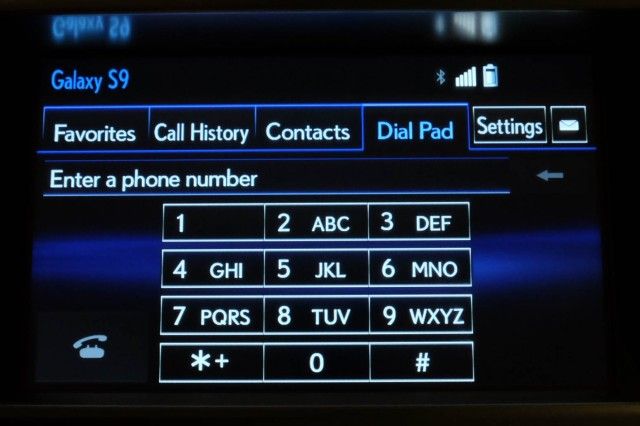 Galaxy S9
Favorites Call History Contacts Dial Pad Settings
Enter a phone number
1 2 ABC 3 DEF
4 GHI 5 JKL 6 MNO
7 PQRS 8 TUV 9 WXYZ
*+ 0 #